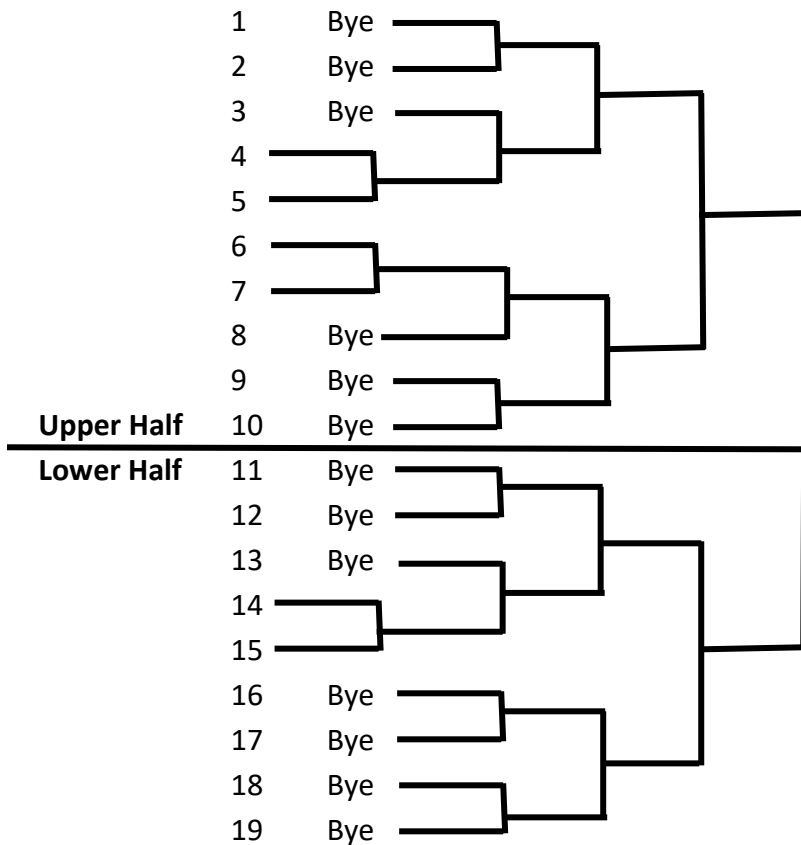 1 Bye
2 Bye
3 Bye
4
5
6
7
8 Bye
9 Bye
Upper Half 10 Bye
Lower Half 11 Bye
12 Bye
13 Bye
14
15
16 Bye
17 Bye
18 Bye
19 Bye